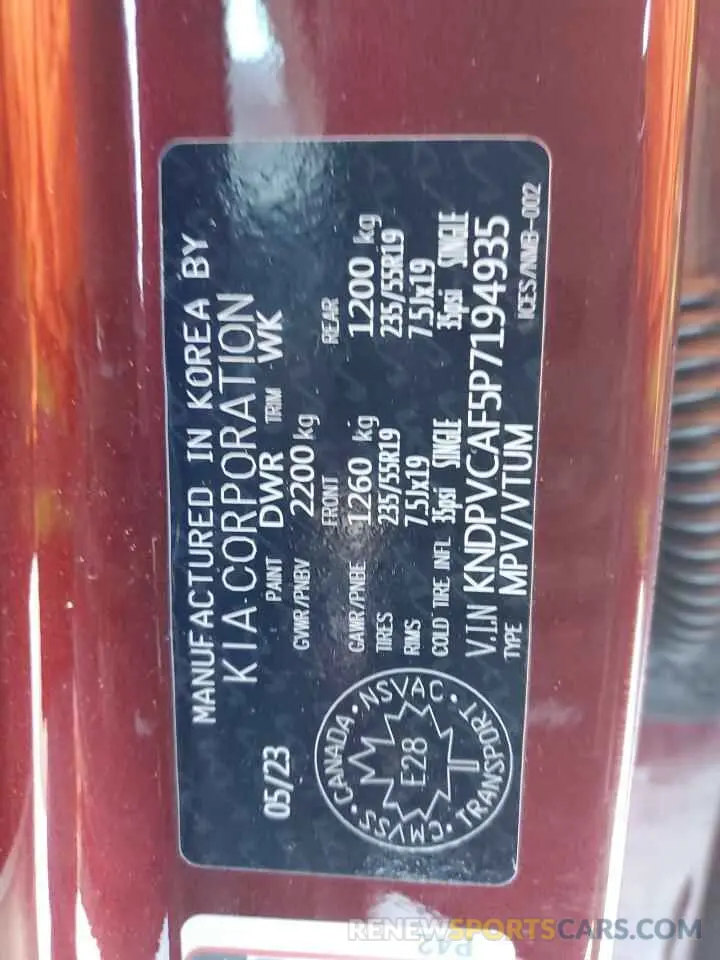 MANUFACTURED IN KOREA BY
KIA CORPORATION
05/23 PAINT DWR TRIM WK
GVWR/PNBV 2200 kg
FRONT REAR
GAWR/PNBE 1260 kg 1200 kg
TIRES 235/55R19 235/55R19
RIMS 7.5Jx19 7.5Jx19
COLD TIRE INFL 35psi SINGLE 35psi SINGLE
V.I.N KNDPVCAF5P7194935
TYPE MPV/VTUM ICES/NMB-002
CANADA • NSVAC • TRANSPORT • CMVSS •
E28
P42
RENEWSPORTSCARS.COM